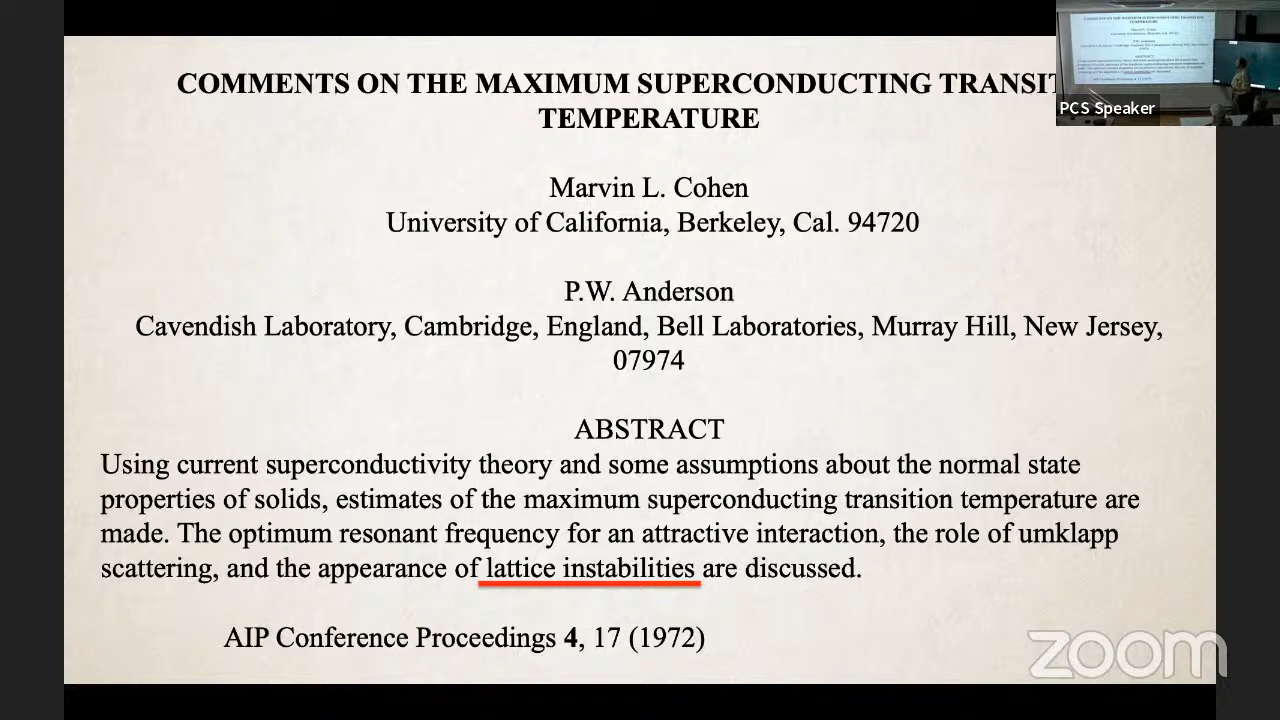 COMMENTS ON THE MAXIMUM SUPERCONDUCTING TRANSIT
TEMPERATURE
PCS Speaker
Marvin L. Cohen
University of California, Berkeley, Cal. 94720
P.W. Anderson
Cavendish Laboratory, Cambridge, England, Bell Laboratories, Murray Hill, New Jersey,
07974
ABSTRACT
Using current superconductivity theory and some assumptions about the normal state
properties of solids, estimates of the maximum superconducting transition temperature are
made. The optimum resonant frequency for an attractive interaction, the role of umklapp
scattering, and the appearance of lattice instabilities are discussed.
AIP Conference Proceedings 4, 17 (1972)
zoom